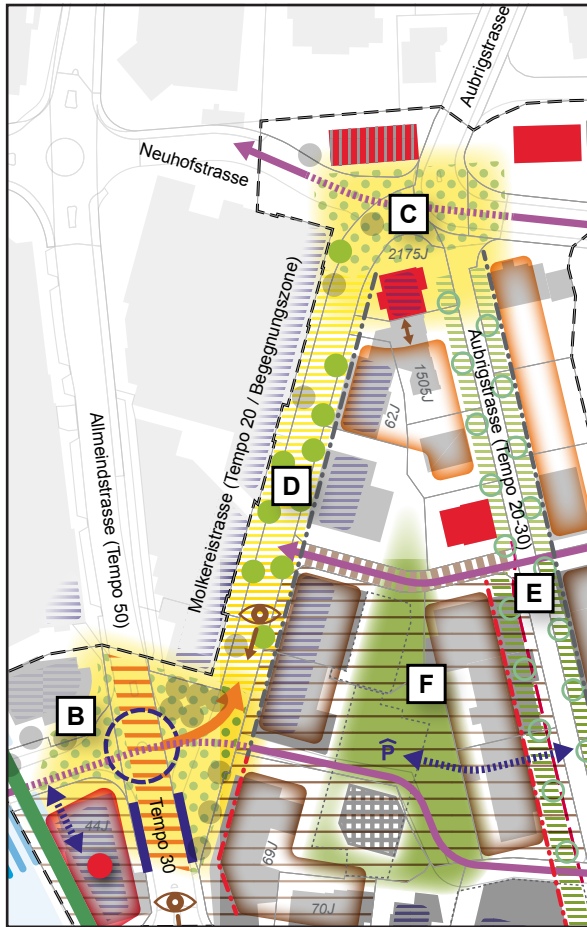 Aubrigstrasse
Neuhofstrasse
C
2175J
Molkereistrasse (Tempo 20 / Begegnungszone)
1505J
62J
Aubrigstrasse (Tempo 20-30)
Allmeindstrasse (Tempo 50)
D
E
F
B
P
Tempo 30
44J
69J
70J